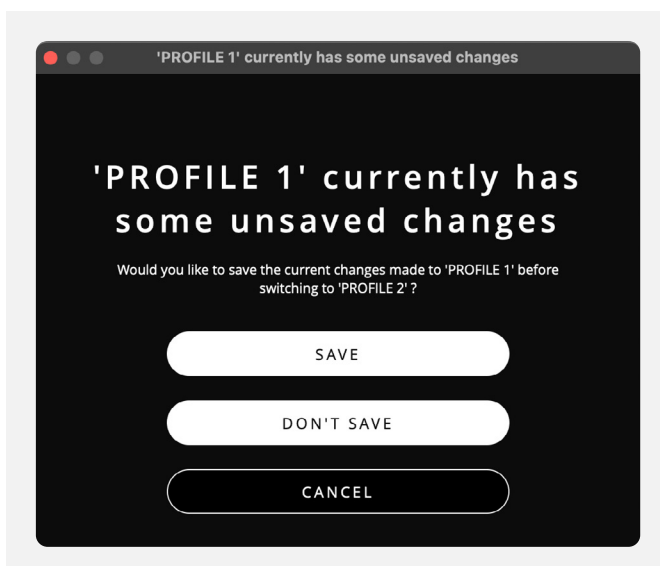 'PROFILE 1' currently has some unsaved changes
'PROFILE 1' currently has
some unsaved changes
Would you like to save the current changes made to 'PROFILE 1' before
switching to 'PROFILE 2' ?
SAVE
DON'T SAVE
CANCEL